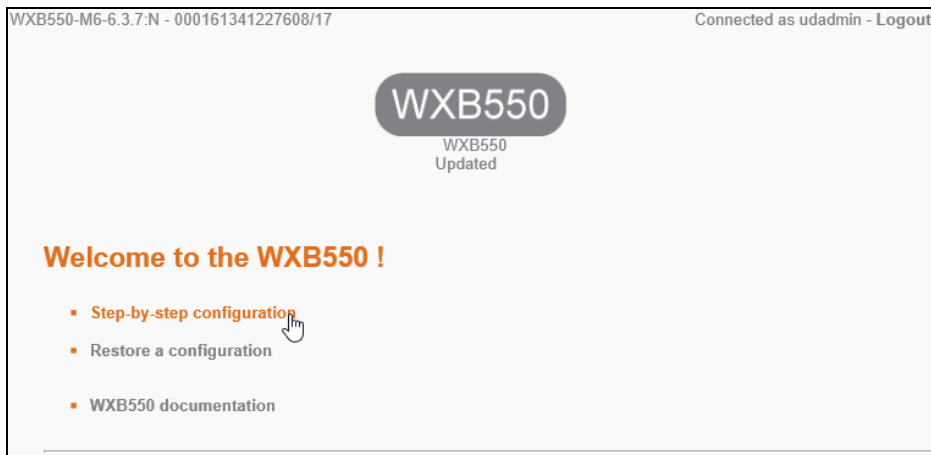 WXB550-M6-6.3.7:N - 000161341227608/17
Connected as udadmin - Logout
WXB550
WXB550
Updated
Welcome to the WXB550 !
Step-by-step configuration
Restore a configuration
WXB550 documentation